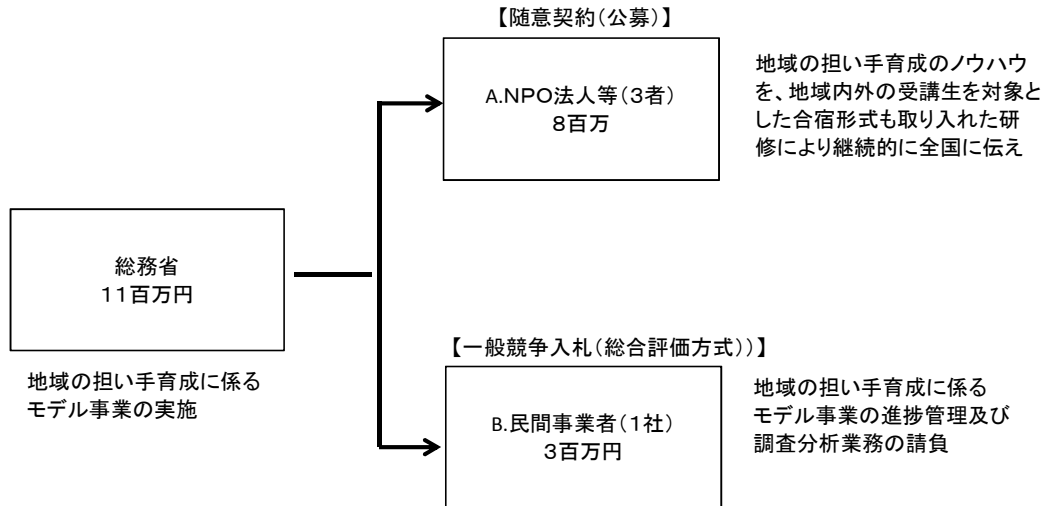 【随意契約(公募)】
A.NPO法人等(3者)
8百万
地域の担い手育成のノウハウ
を、地域内外の受講生を対象と
した合宿形式も取り入れた研
修により継続的に全国に伝え
総務省
11百万円
地域の担い手育成に係る
モデル事業の実施
【一般競争入札(総合評価方式))】
B.民間事業者(1社)
3百万円
地域の担い手育成に係る
モデル事業の進捗管理及び
調査分析業務の請負